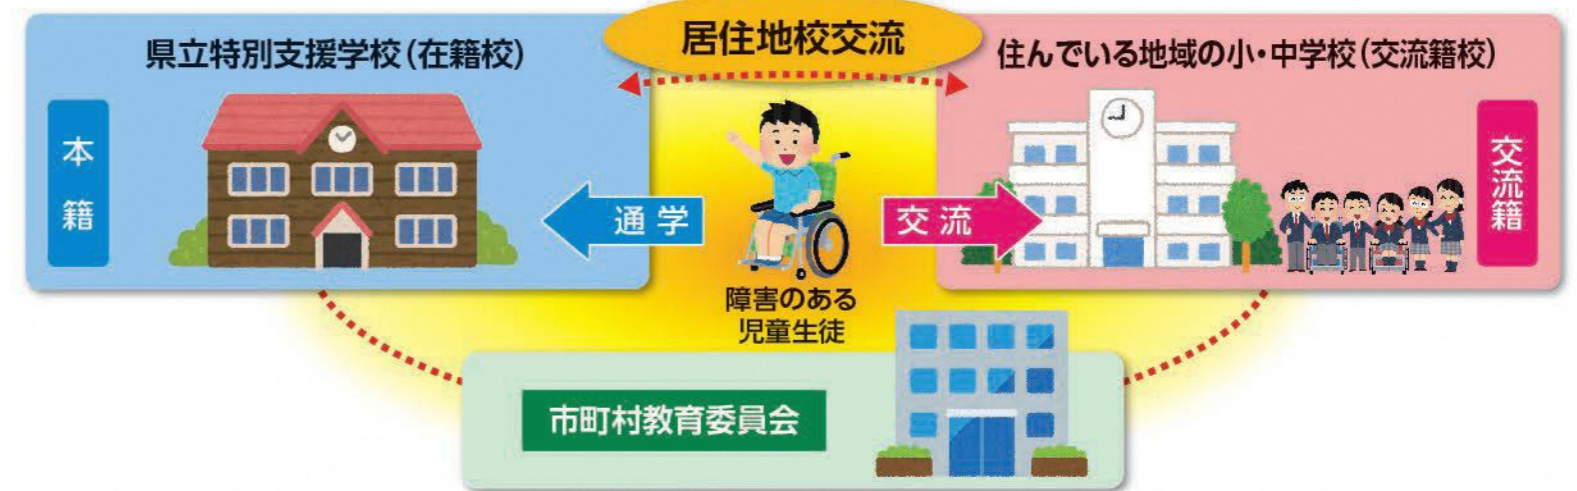 居住地校交流
県立特別支援学校(在籍校)
本籍
通学
障害のある
児童生徒
交流
住んでいる地域の小・中学校(交流籍校)
交流籍
市町村教育委員会